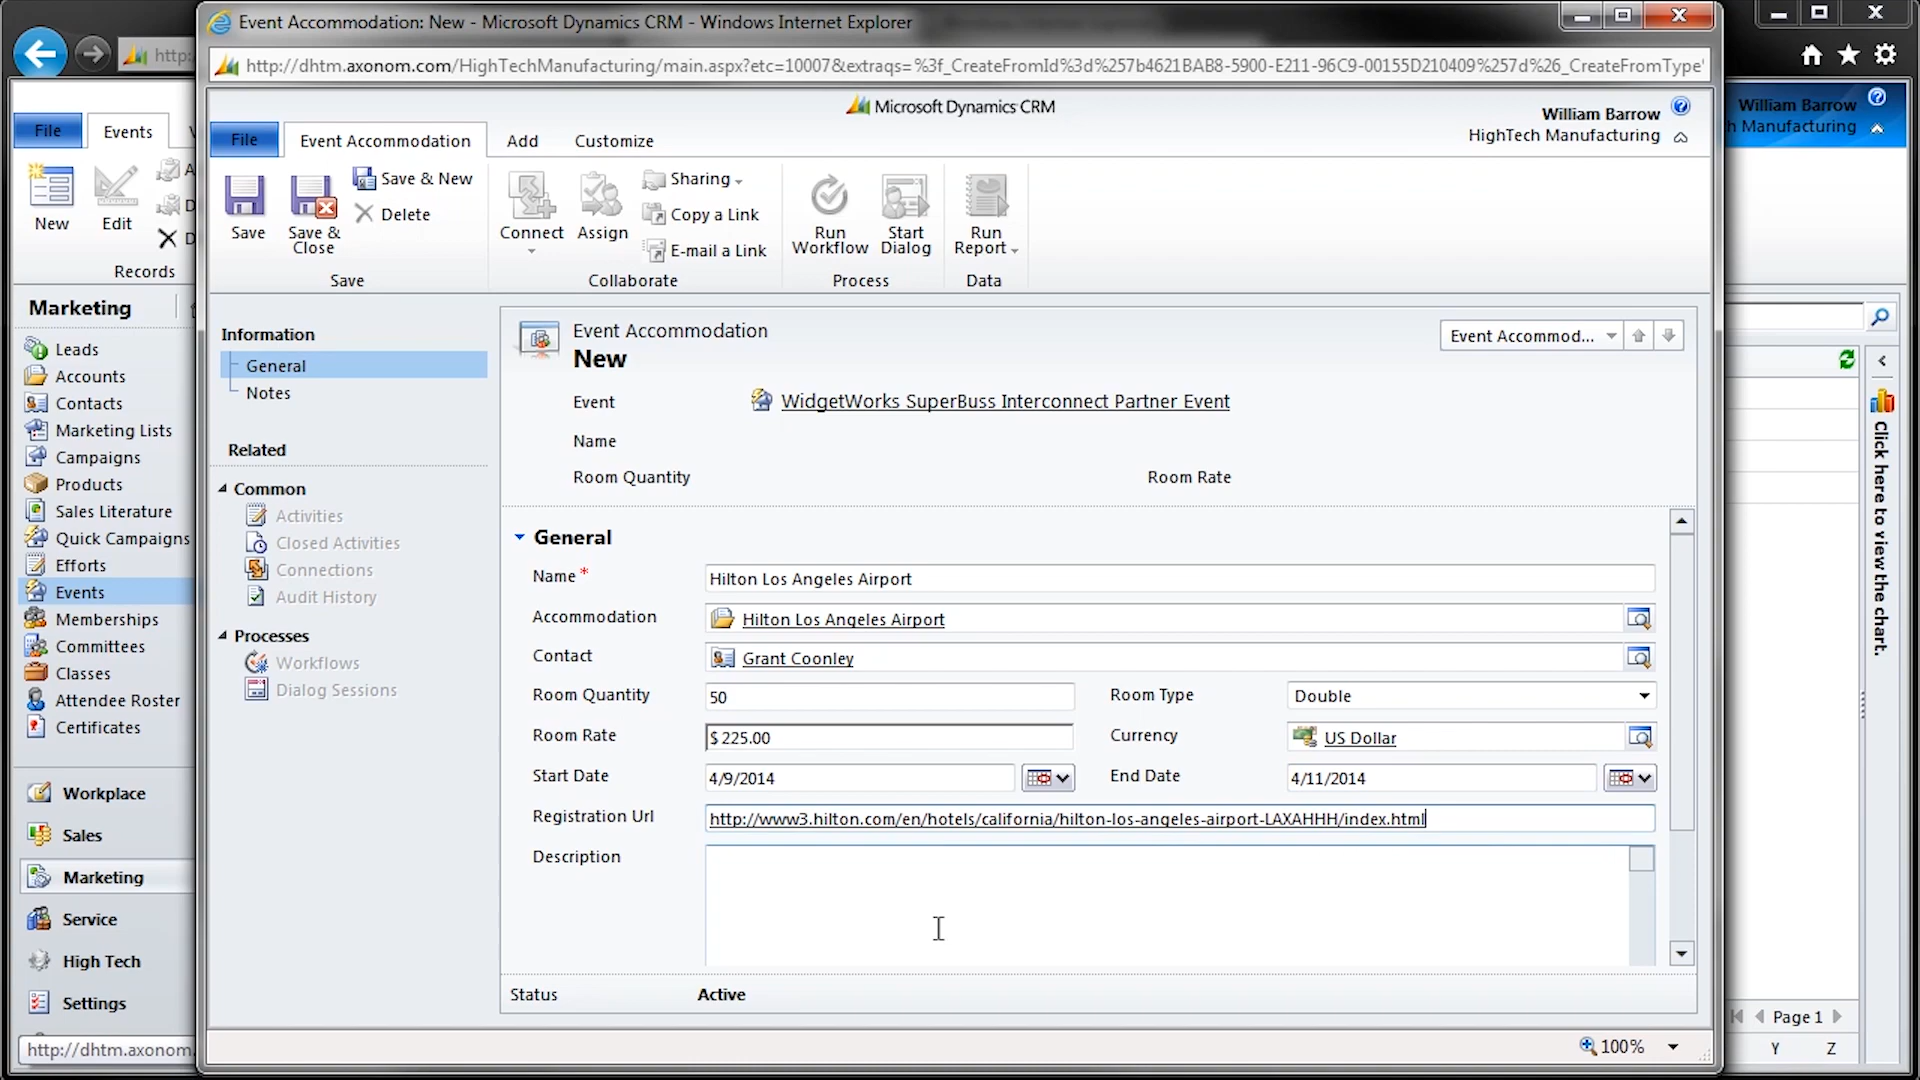 Event Accommodation: New - Microsoft Dynamics CRM - Windows Internet Explorer
http:
http://dhtm.axonom.com/HighTechManufacturing/main.aspx?etc=10007&extraqs=%3f_CreateFromId%3d%257b4621BAB8-5900-E211-96C9-00155D210409%257d%26_CreateFromType
Microsoft Dynamics CRM
William Barrow
HighTech Manufacturing
William Barrow
h Manufacturing
File
Events
File
Event Accommodation
Add
Customize
New
Edit
Records
Save
Save & Close
Save & New
Delete
Save
Connect
Assign
Sharing
Copy a Link
E-mail a Link
Collaborate
Run Workflow
Start Dialog
Process
Run Report
Data
Marketing
Leads
Accounts
Contacts
Marketing Lists
Campaigns
Products
Sales Literature
Quick Campaigns
Efforts
Events
Memberships
Committees
Classes
Attendee Roster
Certificates
Workplace
Sales
Marketing
Service
High Tech
Settings
http://dhtm.axonom.
Information
General
Notes
Related
Common
Activities
Closed Activities
Connections
Audit History
Processes
Workflows
Dialog Sessions
Event Accommodation
New
Event Accommod...
Event WidgetWorks SuperBuss Interconnect Partner Event
Name
Room Quantity Room Rate
General
Name * Hilton Los Angeles Airport
Accommodation Hilton Los Angeles Airport
Contact Grant Coonley
Room Quantity 50 Room Type Double
Room Rate $ 225.00 Currency US Dollar
Start Date 4/9/2014 End Date 4/11/2014
Registration Url http://www3.hilton.com/en/hotels/california/hilton-los-angeles-airport-LAXAHHH/index.html
Description
Status Active
100%
Click here to view the chart.
Page 1
Y Z